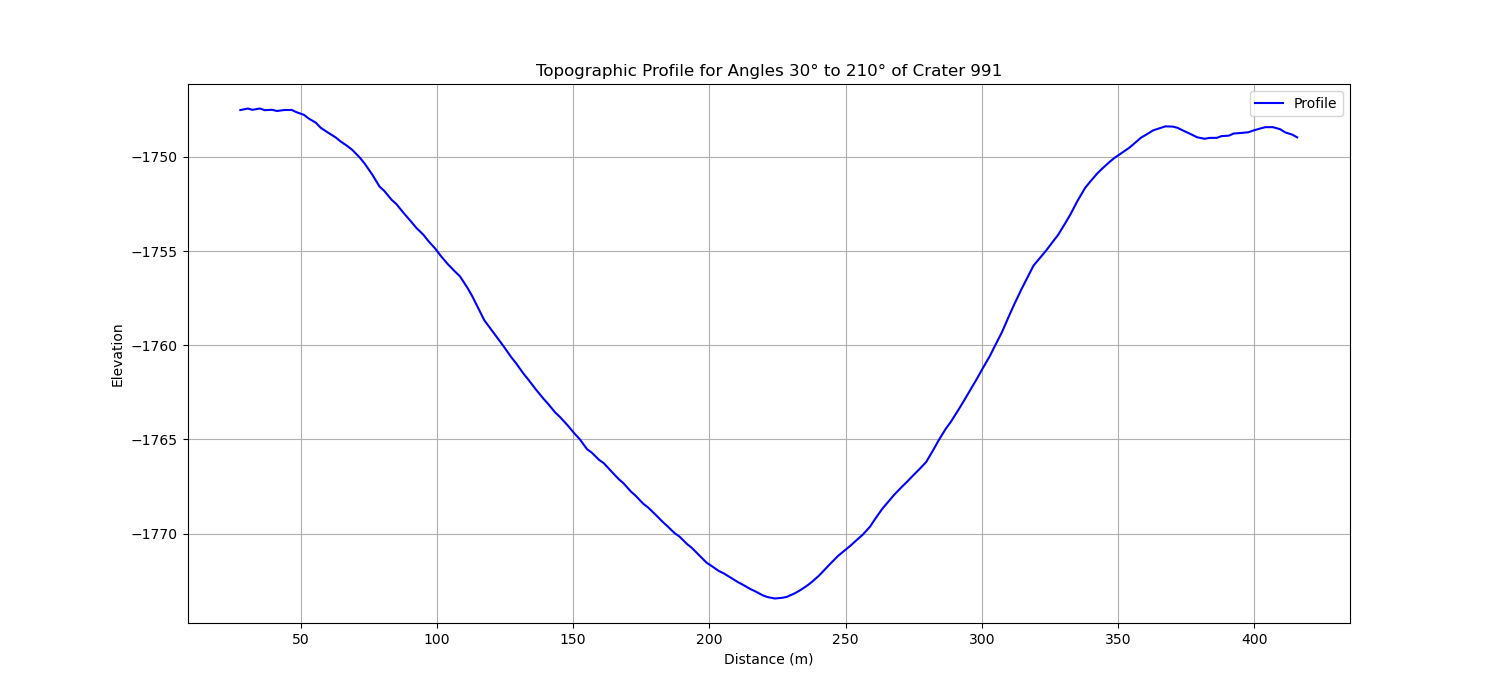 Topographic Profile for Angles 30° to 210° of Crater 991
Profile
−1750
−1755
−1760
−1765
−1770
Elevation
50 100 150 200 250 300 350 400
Distance (m)